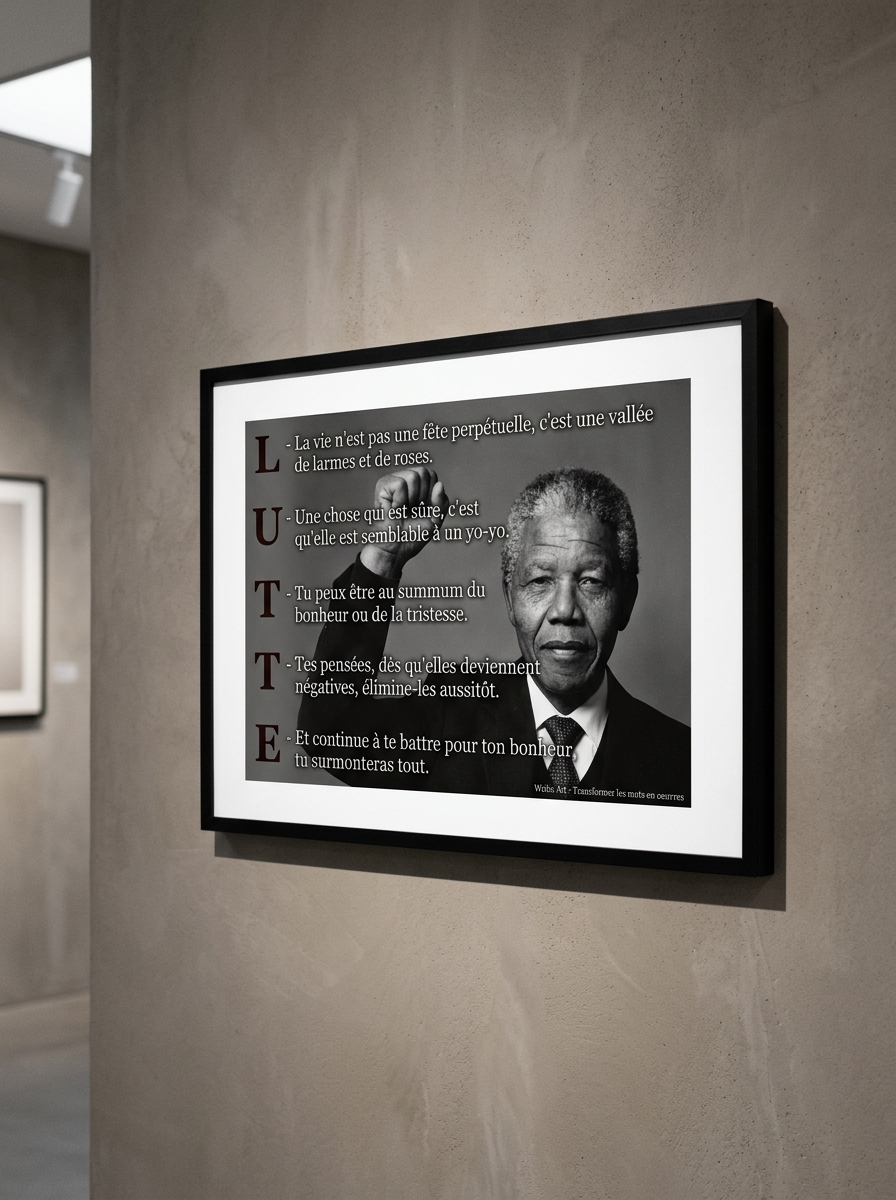 L - La vie n'est pas une fête perpétuelle, c'est une vallée
de larmes et de roses.
U - Une chose qui est sûre, c'est
qu'elle est semblable à un yo-yo.
T - Tu peux être au summum du
bonheur ou de la tristesse.
T - Tes pensées, dès qu'elles deviennent
négatives, élimine-les aussitôt.
E - Et continue à te battre pour ton bonheur,
tu surmonteras tout.
Art - Transformer les mots en oeurres